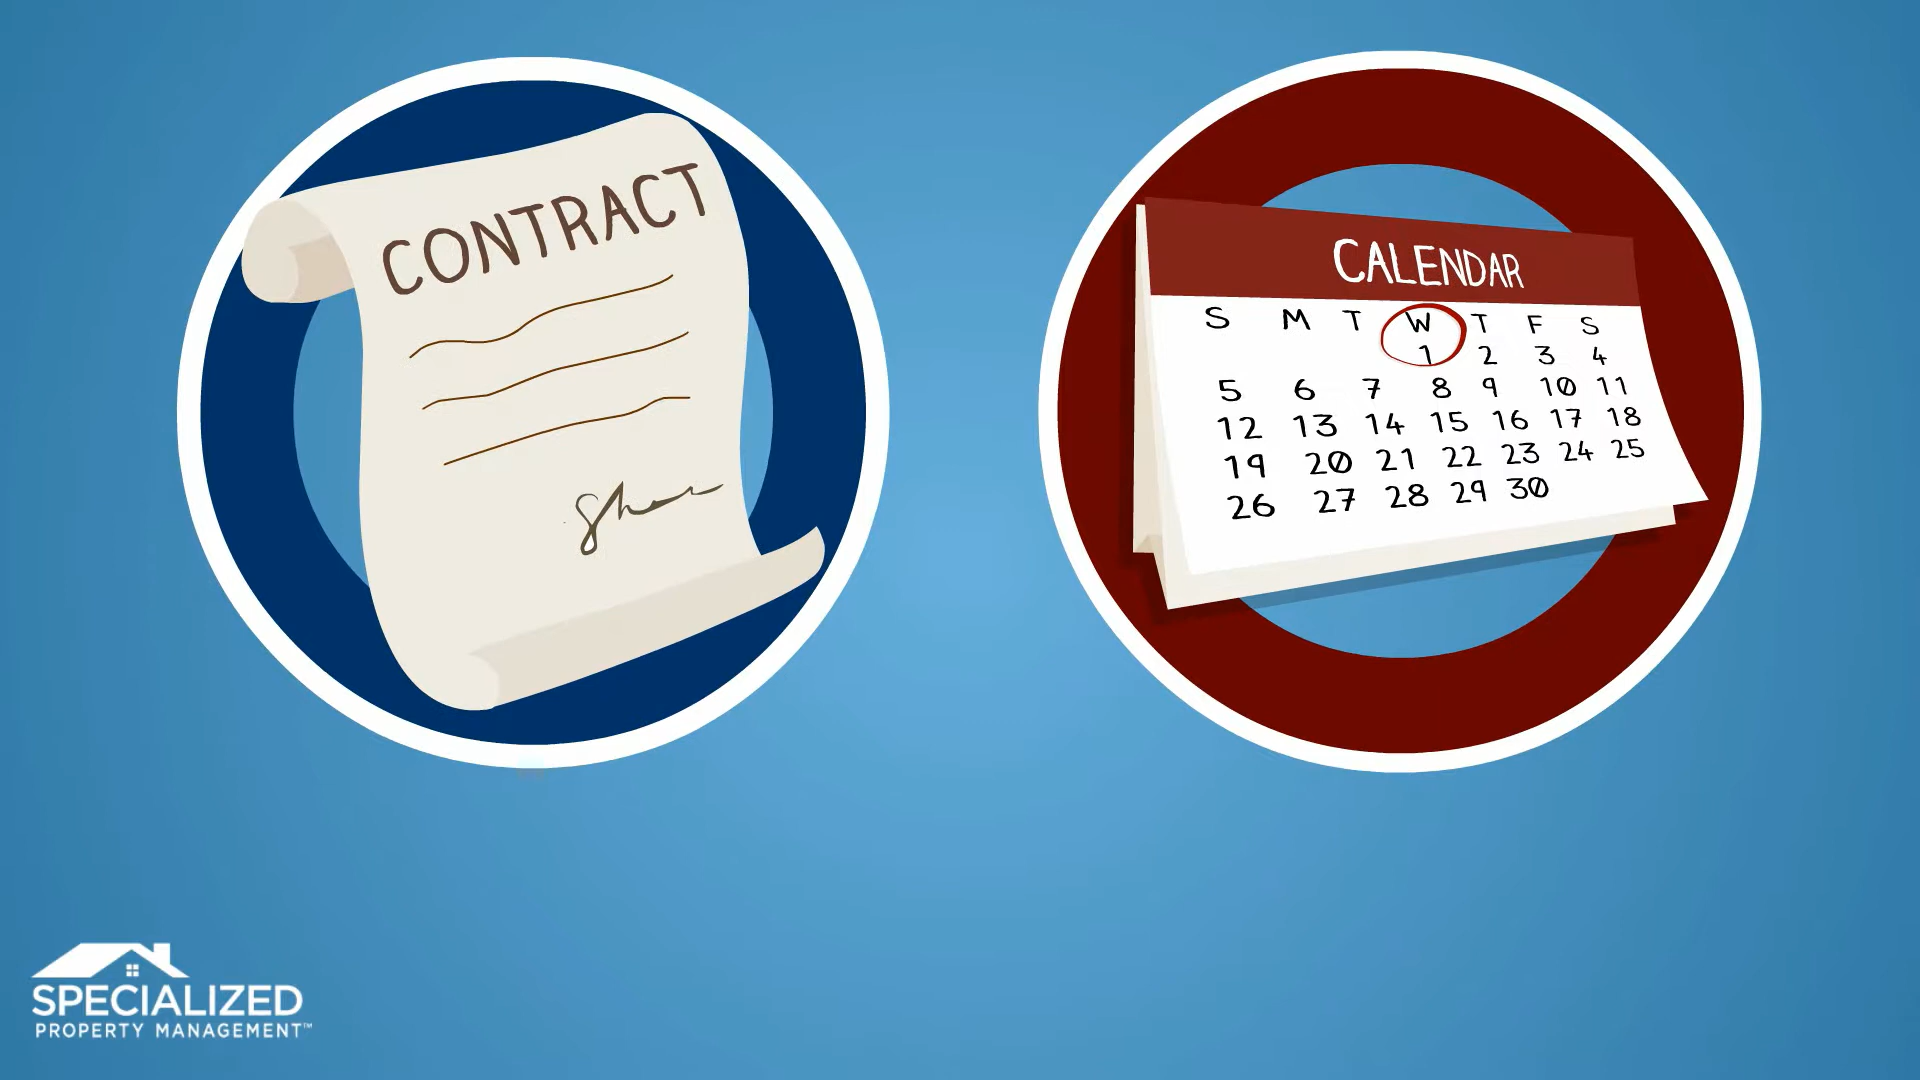 CONTRACT
CALENDAR
S M T W T F S
1 2 3 4
5 6 7 8 9 10 11
12 13 14 15 16 17 18
19 20 21 22 23 24 25
26 27 28 29 30
SPECIALIZED
PROPERTY MANAGEMENT™